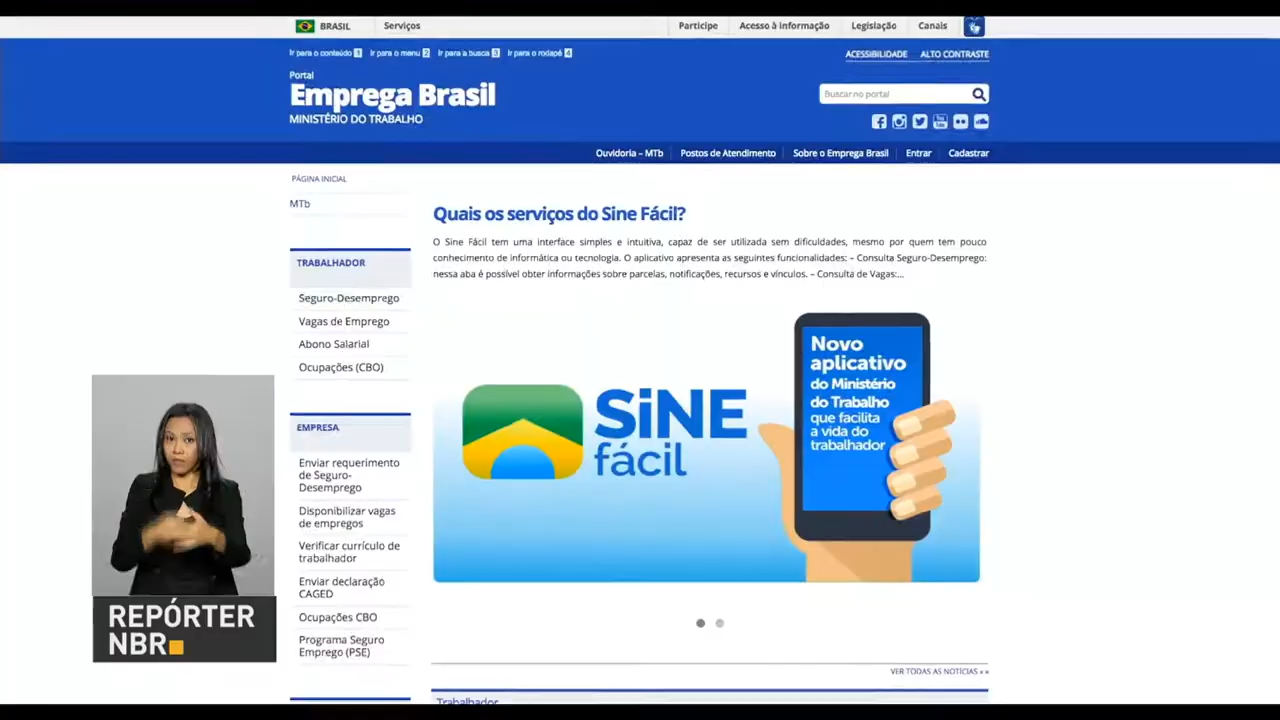 BRASIL
Serviços
Participe
Acesso à informação
Legislação
Canais
Ir para o conteúdo 1
Ir para o menu 2
Ir para a busca 3
Ir para o rodapé 4
ACESSIBILIDADE
ALTO CONTRASTE
Portal
Emprega Brasil
MINISTÉRIO DO TRABALHO
Buscar no portal
You Tube
Ouvidoria – MTb
Postos de Atendimento
Sobre o Emprega Brasil
Entrar
Cadastrar
PÁGINA INICIAL
MTb
TRABALHADOR
Seguro-Desemprego
Vagas de Emprego
Abono Salarial
Ocupações (CBO)
EMPRESA
Enviar requerimento
de Seguro-
Desemprego
Disponibilizar vagas
de empregos
Verificar currículo de
trabalhador
Enviar declaração
CAGED
Ocupações CBO
Programa Seguro
Emprego (PSE)
Quais os serviços do Sine Fácil?
O Sine Fácil tem uma interface simples e intuitiva, capaz de ser utilizada sem dificuldades, mesmo por quem tem pouco
conhecimento de informática ou tecnologia. O aplicativo apresenta as seguintes funcionalidades: – Consulta Seguro-Desemprego:
nessa aba é possível obter informações sobre parcelas, notificações, recursos e vínculos. – Consulta de Vagas:...
SiNE
fácil
Novo
aplicativo
do Ministério
do Trabalho
que facilita
a vida do
trabalhador
VER TODAS AS NOTÍCIAS » »
Trabalhador
REPÓRTER
NBR